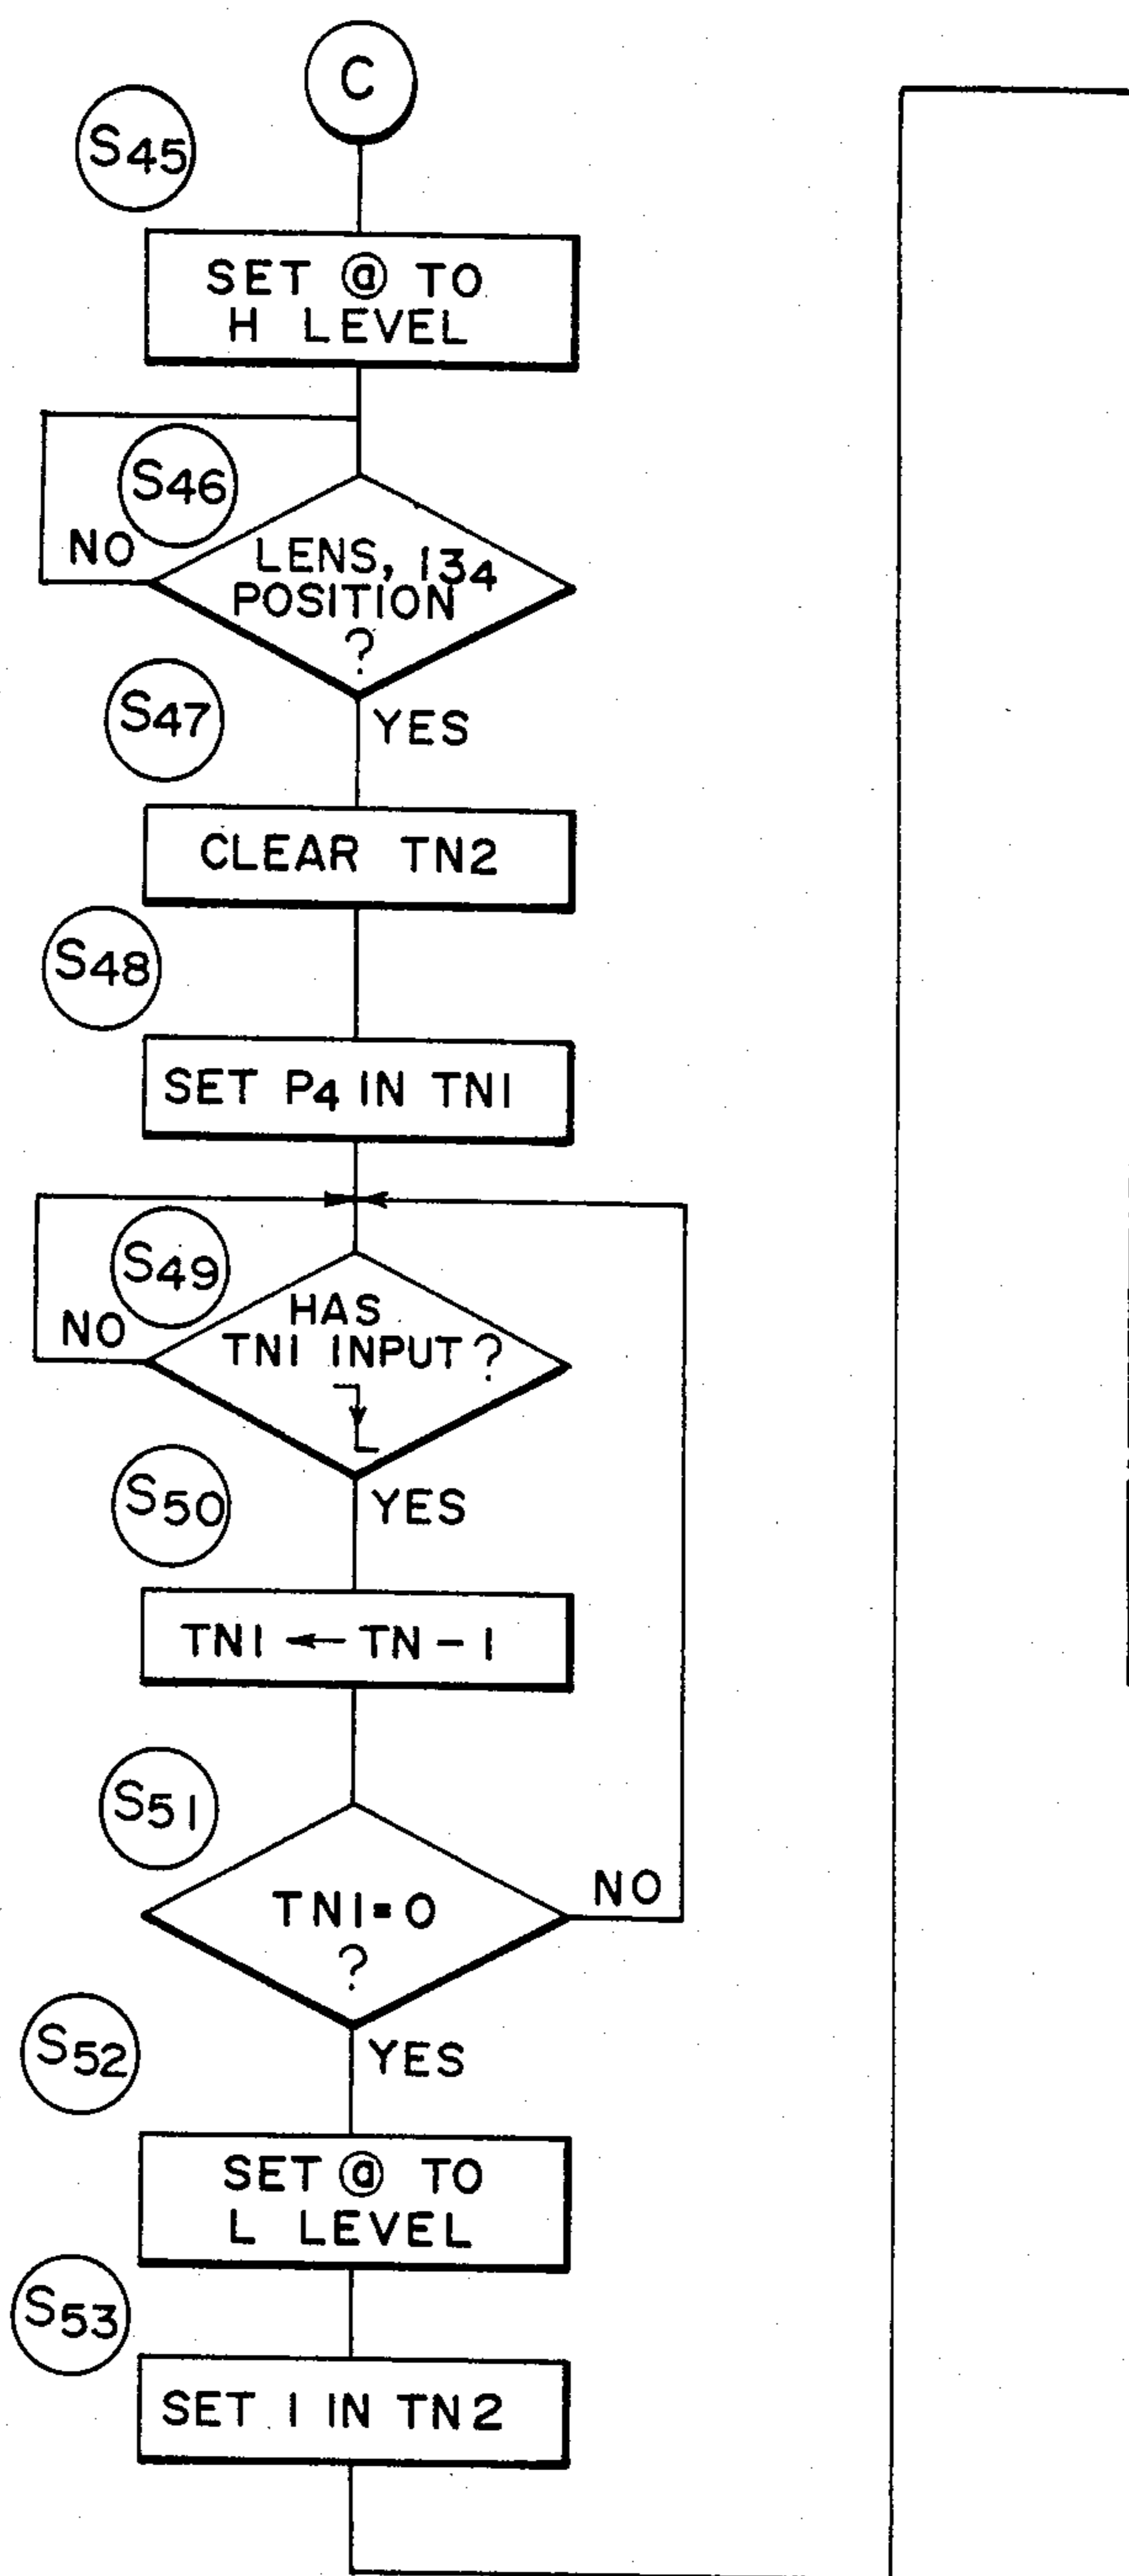 C
S45
SET ⓐ TO
H LEVEL
S46
NO
LENS, 134
POSITION
?
S47
YES
CLEAR TN2
S48
SET P4 IN TN1
S49
NO
HAS
TN1 INPUT ?
S50
YES
TN1 ← TN - 1
S51
TN1 = 0
?
NO
S52
YES
SET ⓐ TO
L LEVEL
S53
SET 1 IN TN2